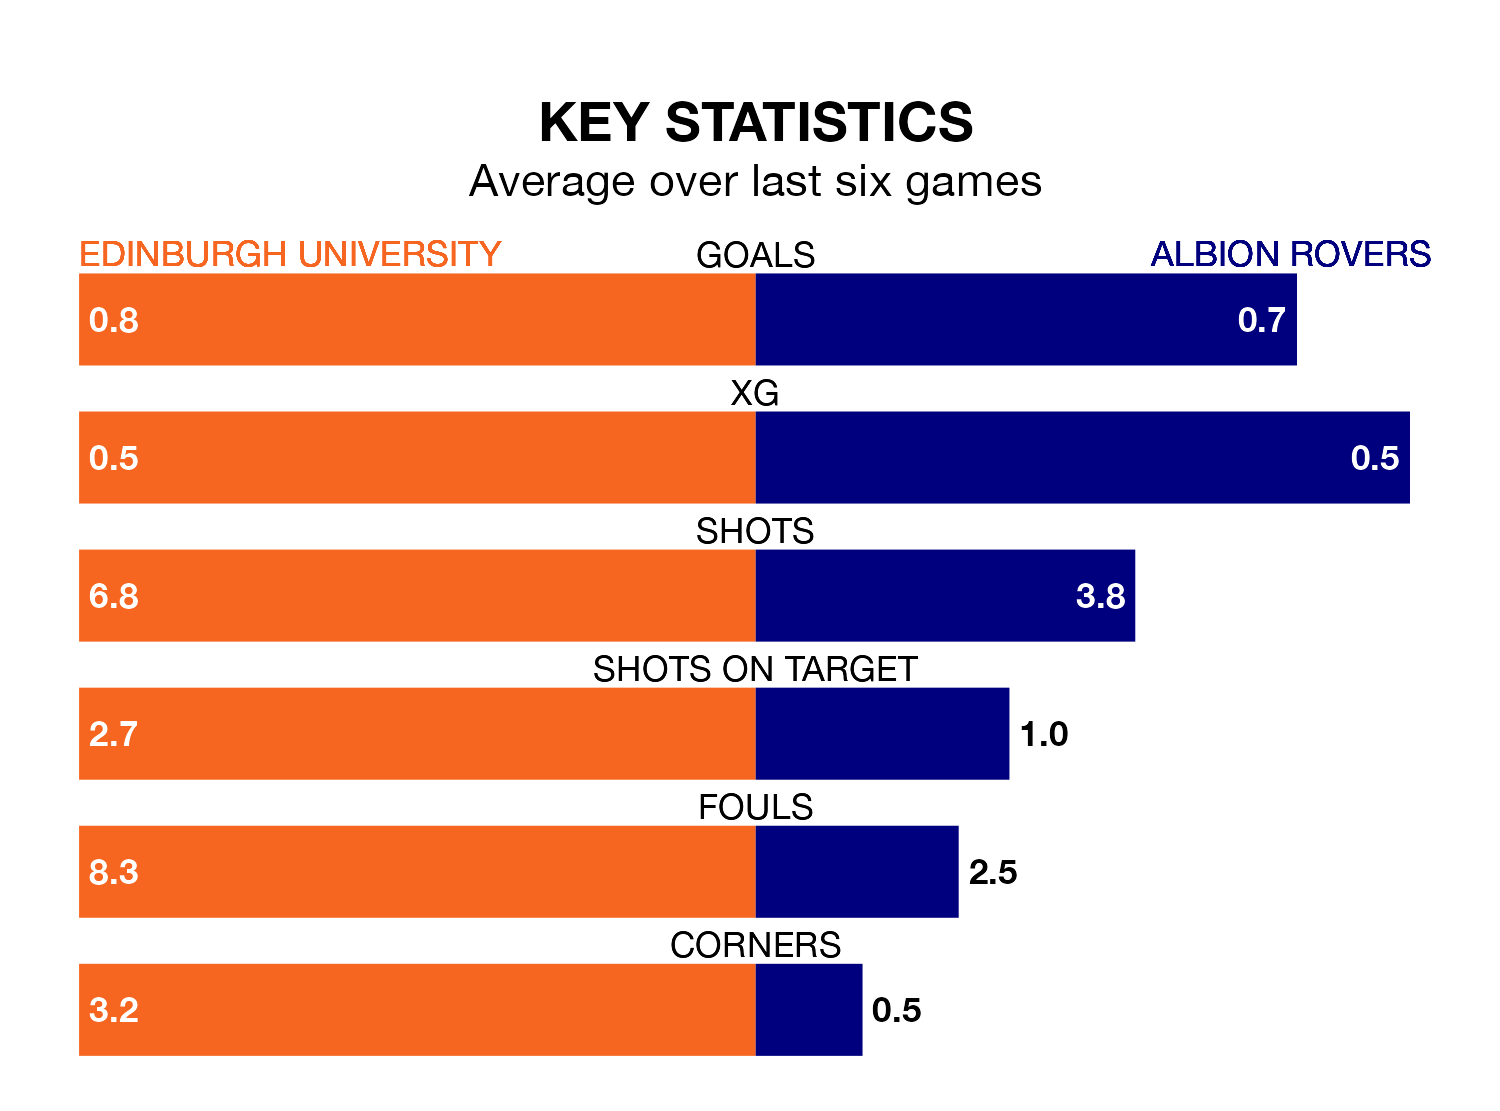 KEY STATISTICS
Average over last six games
EDINBURGH UNIVERSITY GOALS ALBION ROVERS
0.8 0.7
XG
0.5 0.5
SHOTS
6.8 3.8
SHOTS ON TARGET
2.7 1.0
FOULS
8.3 2.5
CORNERS
3.2 0.5